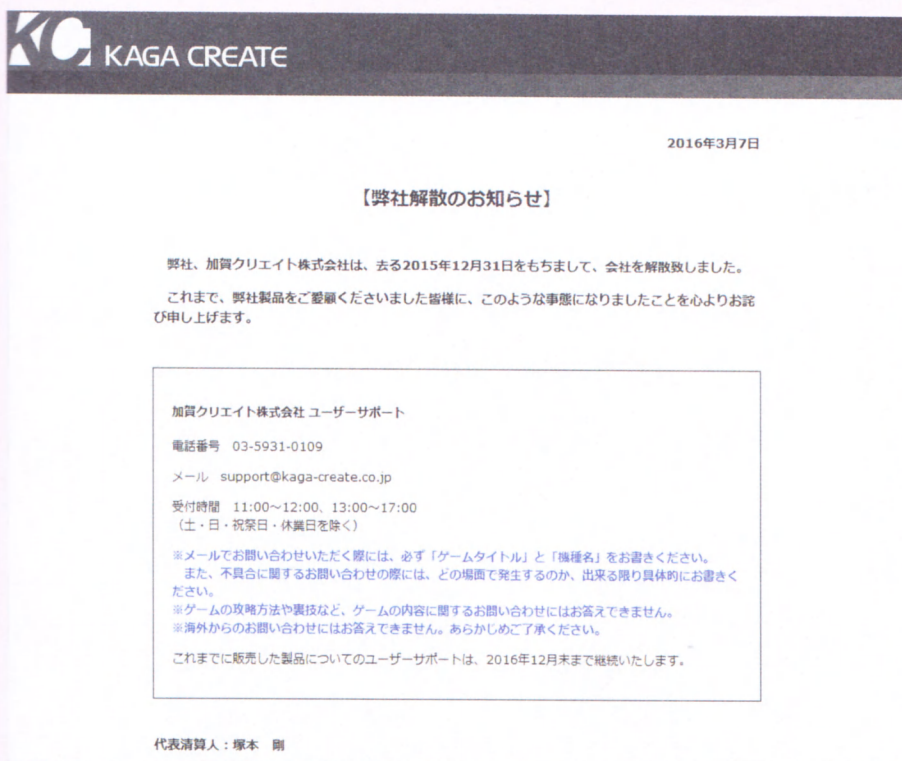 KC KAGA CREATE
2016年3月7日
【弊社解散のお知らせ】
弊社、加賀クリエイト株式会社は、去る2015年12月31日をもちまして、会社を解散致しました。
これまで、弊社製品をご愛顧くださいました皆様に、このような事態になりましたことを心よりお詫
び申し上げます。
加賀クリエイト株式会社 ユーザーサポート
電話番号 03-5931-0109
メール support@kaga-create.co.jp
受付時間 11:00～12:00、13:00～17:00
（土・日・祝祭日・休業日を除く）
※メールでお問い合わせいただく際には、必ず「ゲームタイトル」と「機種名」をお書きください。
また、不具合に関するお問い合わせの際には、どの場面で発生するのか、出来る限り具体的にお書きく
ださい。
※ゲームの攻略方法や裏技など、ゲームの内容に関するお問い合わせにはお答えできません。
※海外からのお問い合わせにはお答えできません。あらかじめご了承ください。
これまでに販売した製品についてのユーザーサポートは、2016年12月末まで継続いたします。
代表清算人：塚本 剛